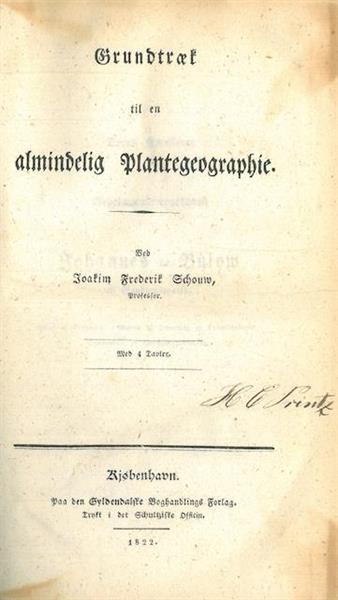 Grundtræk
til en
almindelig Plantegeographie.
Ved
Joakim Frederik Schouw,
Professor.
Med 4 Tavler.
H C Printz
Kjøbenhavn.
Paa den Gyldendalske Boghandlings Forlag.
Trykt i det Schultziske Officin.
1822.